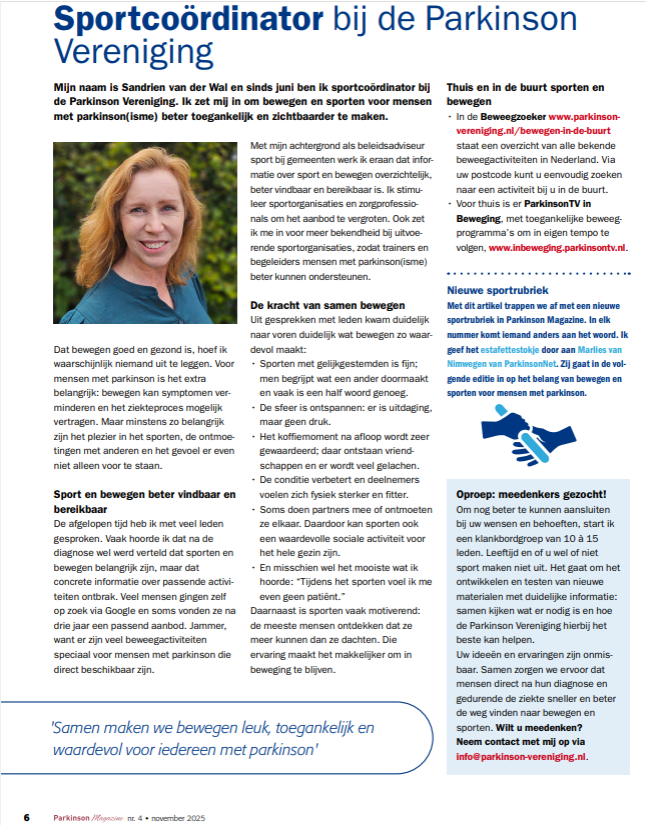 Sportcoördinator bij de Parkinson
Vereniging
Mijn naam is Sandrien van der Wal en sinds juni ben ik sportcoördinator bij
de Parkinson Vereniging. Ik zet mij in om bewegen en sporten voor mensen
met parkinson(isme) beter toegankelijk en zichtbaarder te maken.
Dat bewegen goed en gezond is, hoef ik
waarschijnlijk niemand uit te leggen. Voor
mensen met parkinson is het extra
belangrijk: bewegen kan symptomen ver-
minderen en het ziekteproces mogelijk
vertragen. Maar minstens zo belangrijk
zijn het plezier in het sporten, de ontmoe-
tingen met anderen en het gevoel er even
niet alleen voor te staan.
Sport en bewegen beter vindbaar en
bereikbaar
De afgelopen tijd heb ik met veel leden
gesproken. Vaak hoorde ik dat na de
diagnose wel werd verteld dat sporten en
bewegen belangrijk zijn, maar dat
concrete informatie over passende activi-
teiten ontbrak. Veel mensen gingen zelf
op zoek via Google en soms vonden ze na
drie jaar een passend aanbod. Jammer,
want er zijn veel beweegactiviteiten
speciaal voor mensen met parkinson die
direct beschikbaar zijn.
Met mijn achtergrond als beleidsadviseur
sport bij gemeenten werk ik eraan dat infor-
matie over sport en bewegen overzichtelijk,
beter vindbaar en bereikbaar is. Ik stimu-
leer sportorganisaties en zorgprofessio-
nals om het aanbod te vergroten. Ook zet
ik me in voor meer bekendheid bij uitvoe-
rende sportorganisaties, zodat trainers en
begeleiders mensen met parkinson(isme)
beter kunnen ondersteunen.
De kracht van samen bewegen
Uit gesprekken met leden kwam duidelijk
naar voren duidelijk wat bewegen zo waar-
devol maakt:
· Sporten met gelijkgestemden is fijn;
men begrijpt wat een ander doormaakt
en vaak is een half woord genoeg.
· De sfeer is ontspannen: er is uitdaging,
maar geen druk.
· Het koffiemoment na afloop wordt zeer
gewaardeerd; daar ontstaan vriend-
schappen en er wordt veel gelachen.
· De conditie verbetert en deelnemers
voelen zich fysiek sterker en fitter.
· Soms doen partners mee of ontmoeten
ze elkaar. Daardoor kan sporten ook
een waardevolle sociale activiteit voor
het hele gezin zijn.
· En misschien wel het mooiste wat ik
hoorde: "Tijdens het sporten voel ik me
even geen patiënt."
Daarnaast is sporten vaak motiverend:
de meeste mensen ontdekken dat ze
meer kunnen dan ze dachten. Die
ervaring maakt het makkelijker om in
beweging te blijven.
'Samen maken we bewegen leuk, toegankelijk en
waardevol voor iedereen met parkinson'
Thuis en in de buurt sporten en
bewegen
· In de Beweegzoeker www.parkinson-
vereniging.nl/bewegen-in-de-buurt
staat een overzicht van alle bekende
beweegactiviteiten in Nederland. Via
uw postcode kunt u eenvoudig zoeken
naar een activiteit bij u in de buurt.
· Voor thuis is er ParkinsonTV in
Beweging, met toegankelijke beweeg-
programma's om in eigen tempo te
volgen, www.inbeweging.parkinsontv.nl.
Nieuwe sportrubriek
Met dit artikel trappen we af met een nieuwe
sportrubriek in Parkinson Magazine. In elk
nummer komt iemand anders aan het woord. Ik
geef het estafettestokje door aan Marlies van
Nimwegen van ParkinsonNet. Zij gaat in de vol-
gende editie in op het belang van bewegen en
sporten voor mensen met parkinson.
Oproep: meedenkers gezocht!
Om nog beter te kunnen aansluiten
bij uw wensen en behoeften, start ik
een klankbordgroep van 10 à 15
leden. Leeftijd en of u wel of niet
sport maken niet uit. Het gaat om het
ontwikkelen en testen van nieuwe
materialen met duidelijke informatie:
samen kijken wat er nodig is en hoe
de Parkinson Vereniging hierbij het
beste kan helpen.
Uw ideeën en ervaringen zijn onmis-
baar. Samen zorgen we ervoor dat
mensen direct na hun diagnose en
gedurende de ziekte sneller en beter
de weg vinden naar bewegen en
sporten. Wilt u meedenken?
Neem contact met mij op via
info@parkinson-vereniging.nl.
6 Parkinson Magazine nr. 4 • november 2025